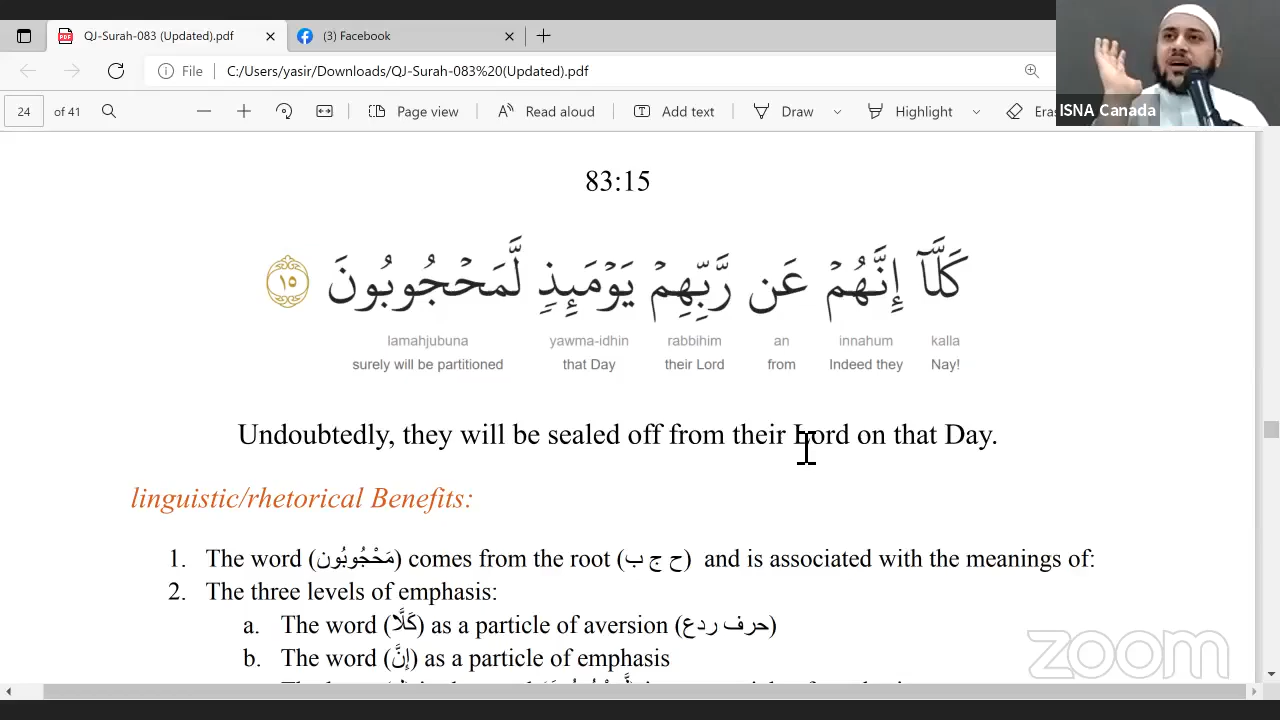 QJ-Surah-083 (Updated).pdf
(3) Facebook
File
C:/Users/yasir/Downloads/QJ-Surah-083%20(Updated).pdf
24 of 41
Page view
Read aloud
Add text
Draw
Highlight
ISNA Canada
83:15
كَلَّآ إِنَّهُمۡ عَن رَّبِّهِمۡ يَوۡمَئِذٖ لَّمَحۡجُوبُونَ ١٥
lamahjubuna yawma-idhin rabbihim an innahum kalla
surely will be partitioned that Day their Lord from Indeed they Nay!
Undoubtedly, they will be sealed off from their Lord on that Day.
linguistic/rhetorical Benefits:
1. The word (مَحْجُوبُون) comes from the root (ح ج ب) and is associated with the meanings of:
2. The three levels of emphasis:
a. The word (كَلَّا) as a particle of aversion (حرف ردع)
b. The word (إِنَّ) as a particle of emphasis
zoom